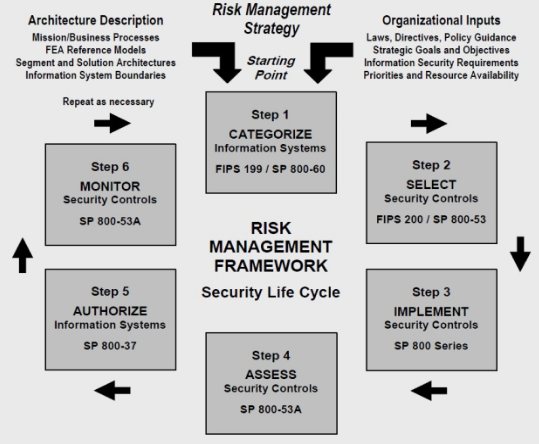 Architecture Description
Mission/Business Processes
FEA Reference Models
Segment and Solution Architectures
Information System Boundaries
Risk Management
Strategy
Starting
Point
Organizational Inputs
Laws, Directives, Policy Guidance
Strategic Goals and Objectives
Information Security Requirements
Priorities and Resource Availability
Repeat as necessary
Step 1
CATEGORIZE
Information Systems
FIPS 199 / SP 800-60
Step 2
SELECT
Security Controls
FIPS 200 / SP 800-53
Step 3
IMPLEMENT
Security Controls
SP 800 Series
Step 4
ASSESS
Security Controls
SP 800-53A
Step 5
AUTHORIZE
Information Systems
SP 800-37
Step 6
MONITOR
Security Controls
SP 800-53A
RISK
MANAGEMENT
FRAMEWORK
Security Life Cycle